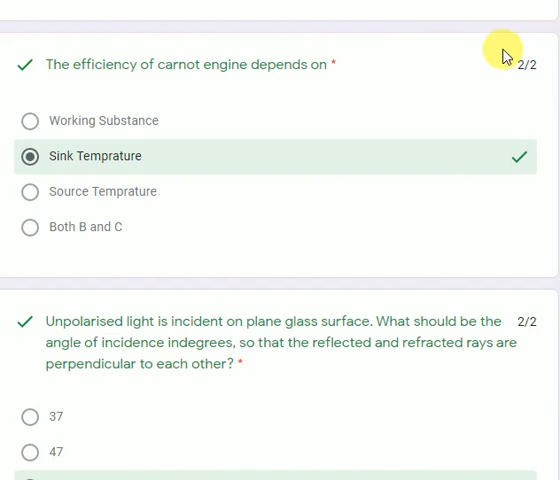 The efficiency of carnot engine depends on *
2/2
Working Substance
Sink Temprature
Source Temprature
Both B and C
Unpolarised light is incident on plane glass surface. What should be the
2/2
angle of incidence indegrees, so that the reflected and refracted rays are
perpendicular to each other? *
37
47